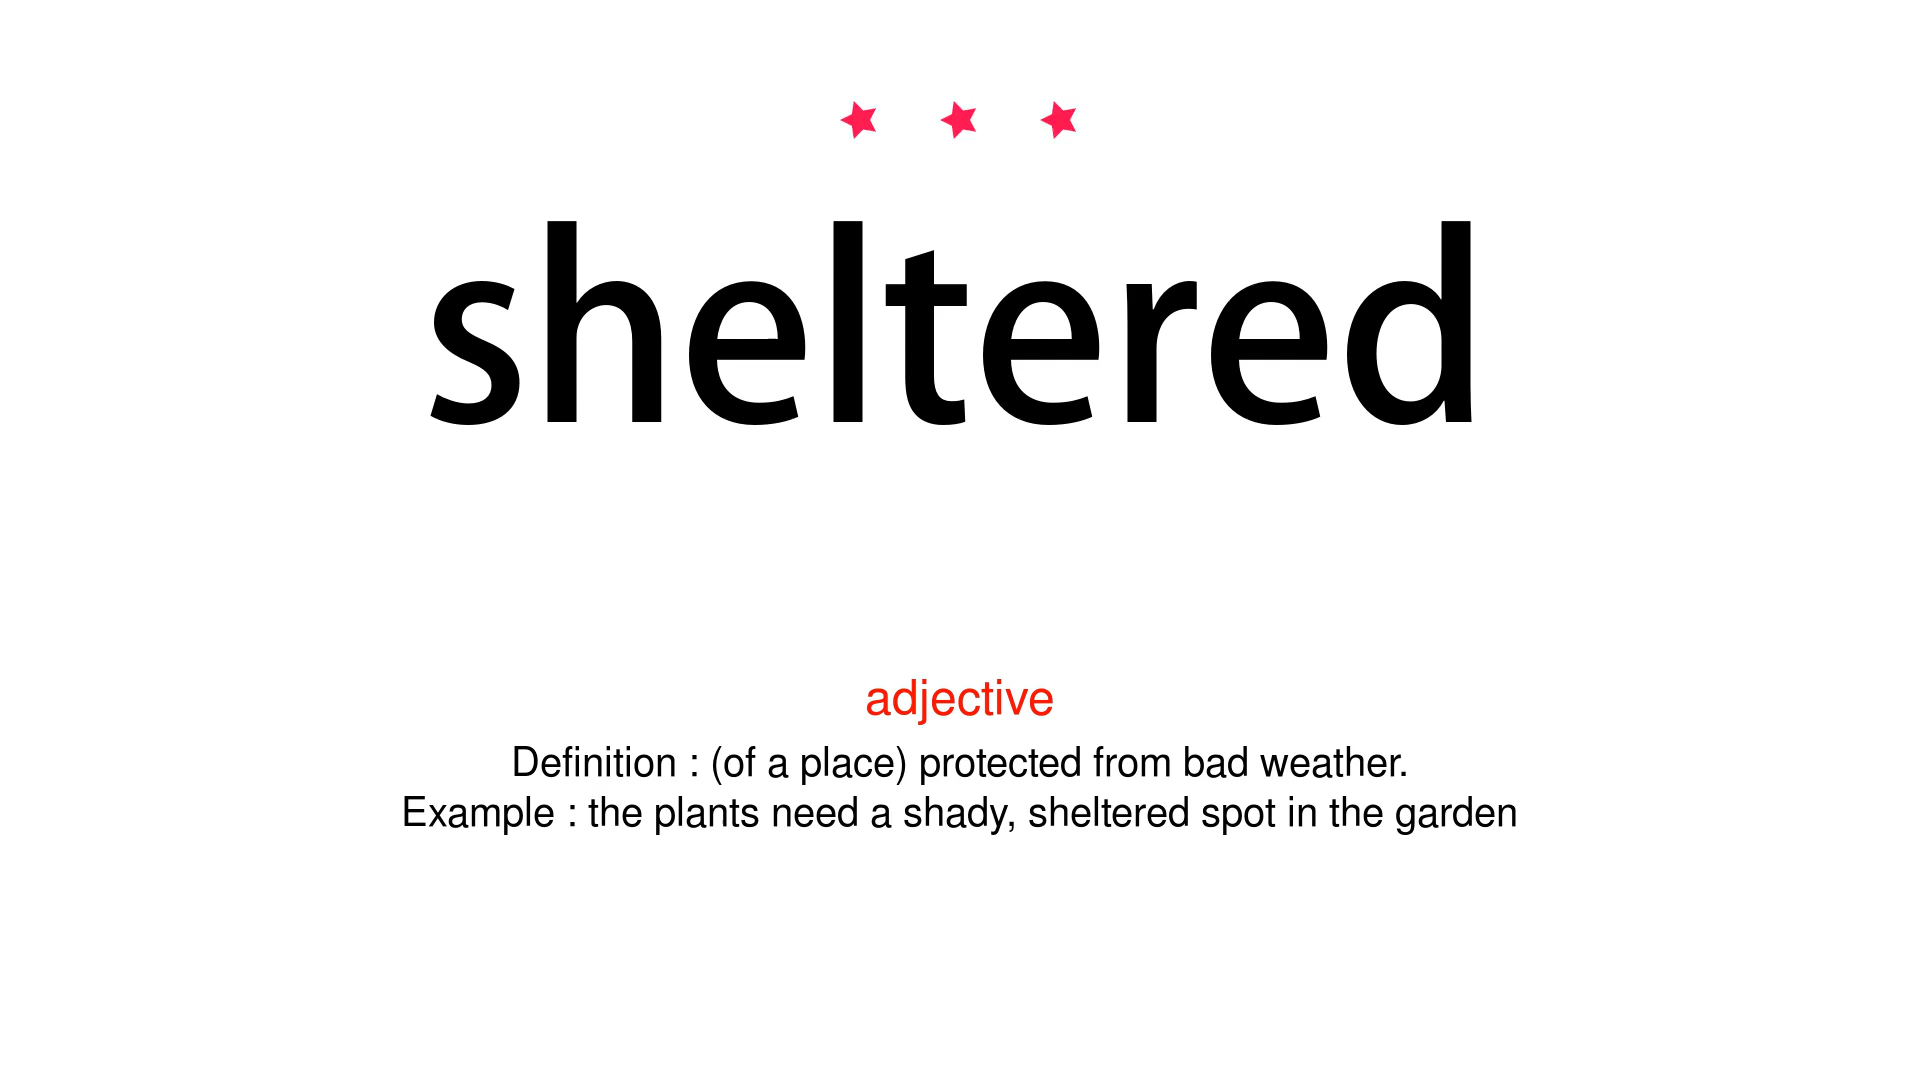 sheltered
adjective
Definition : (of a place) protected from bad weather.
Example : the plants need a shady, sheltered spot in the garden